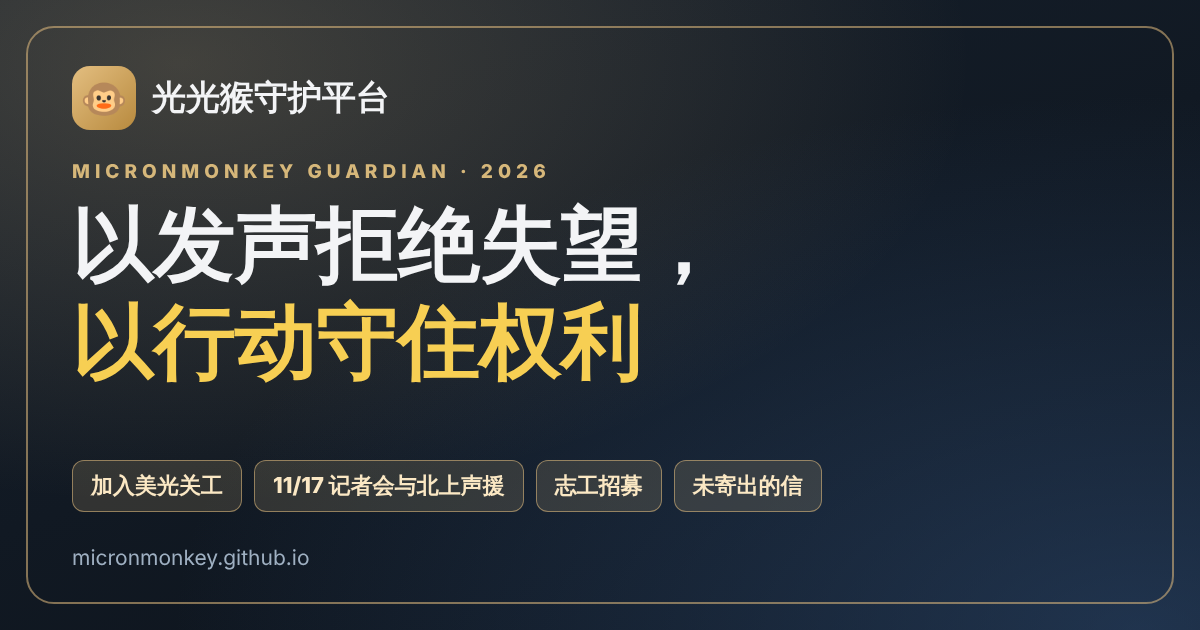 光光猴守护平台
MICRONMONKEY GUARDIAN · 2026
以发声拒绝失望，
以行动守住权利
加入美光关工
11/17 记者会与北上声援
志工招募
未寄出的信
micronmonkey.github.io